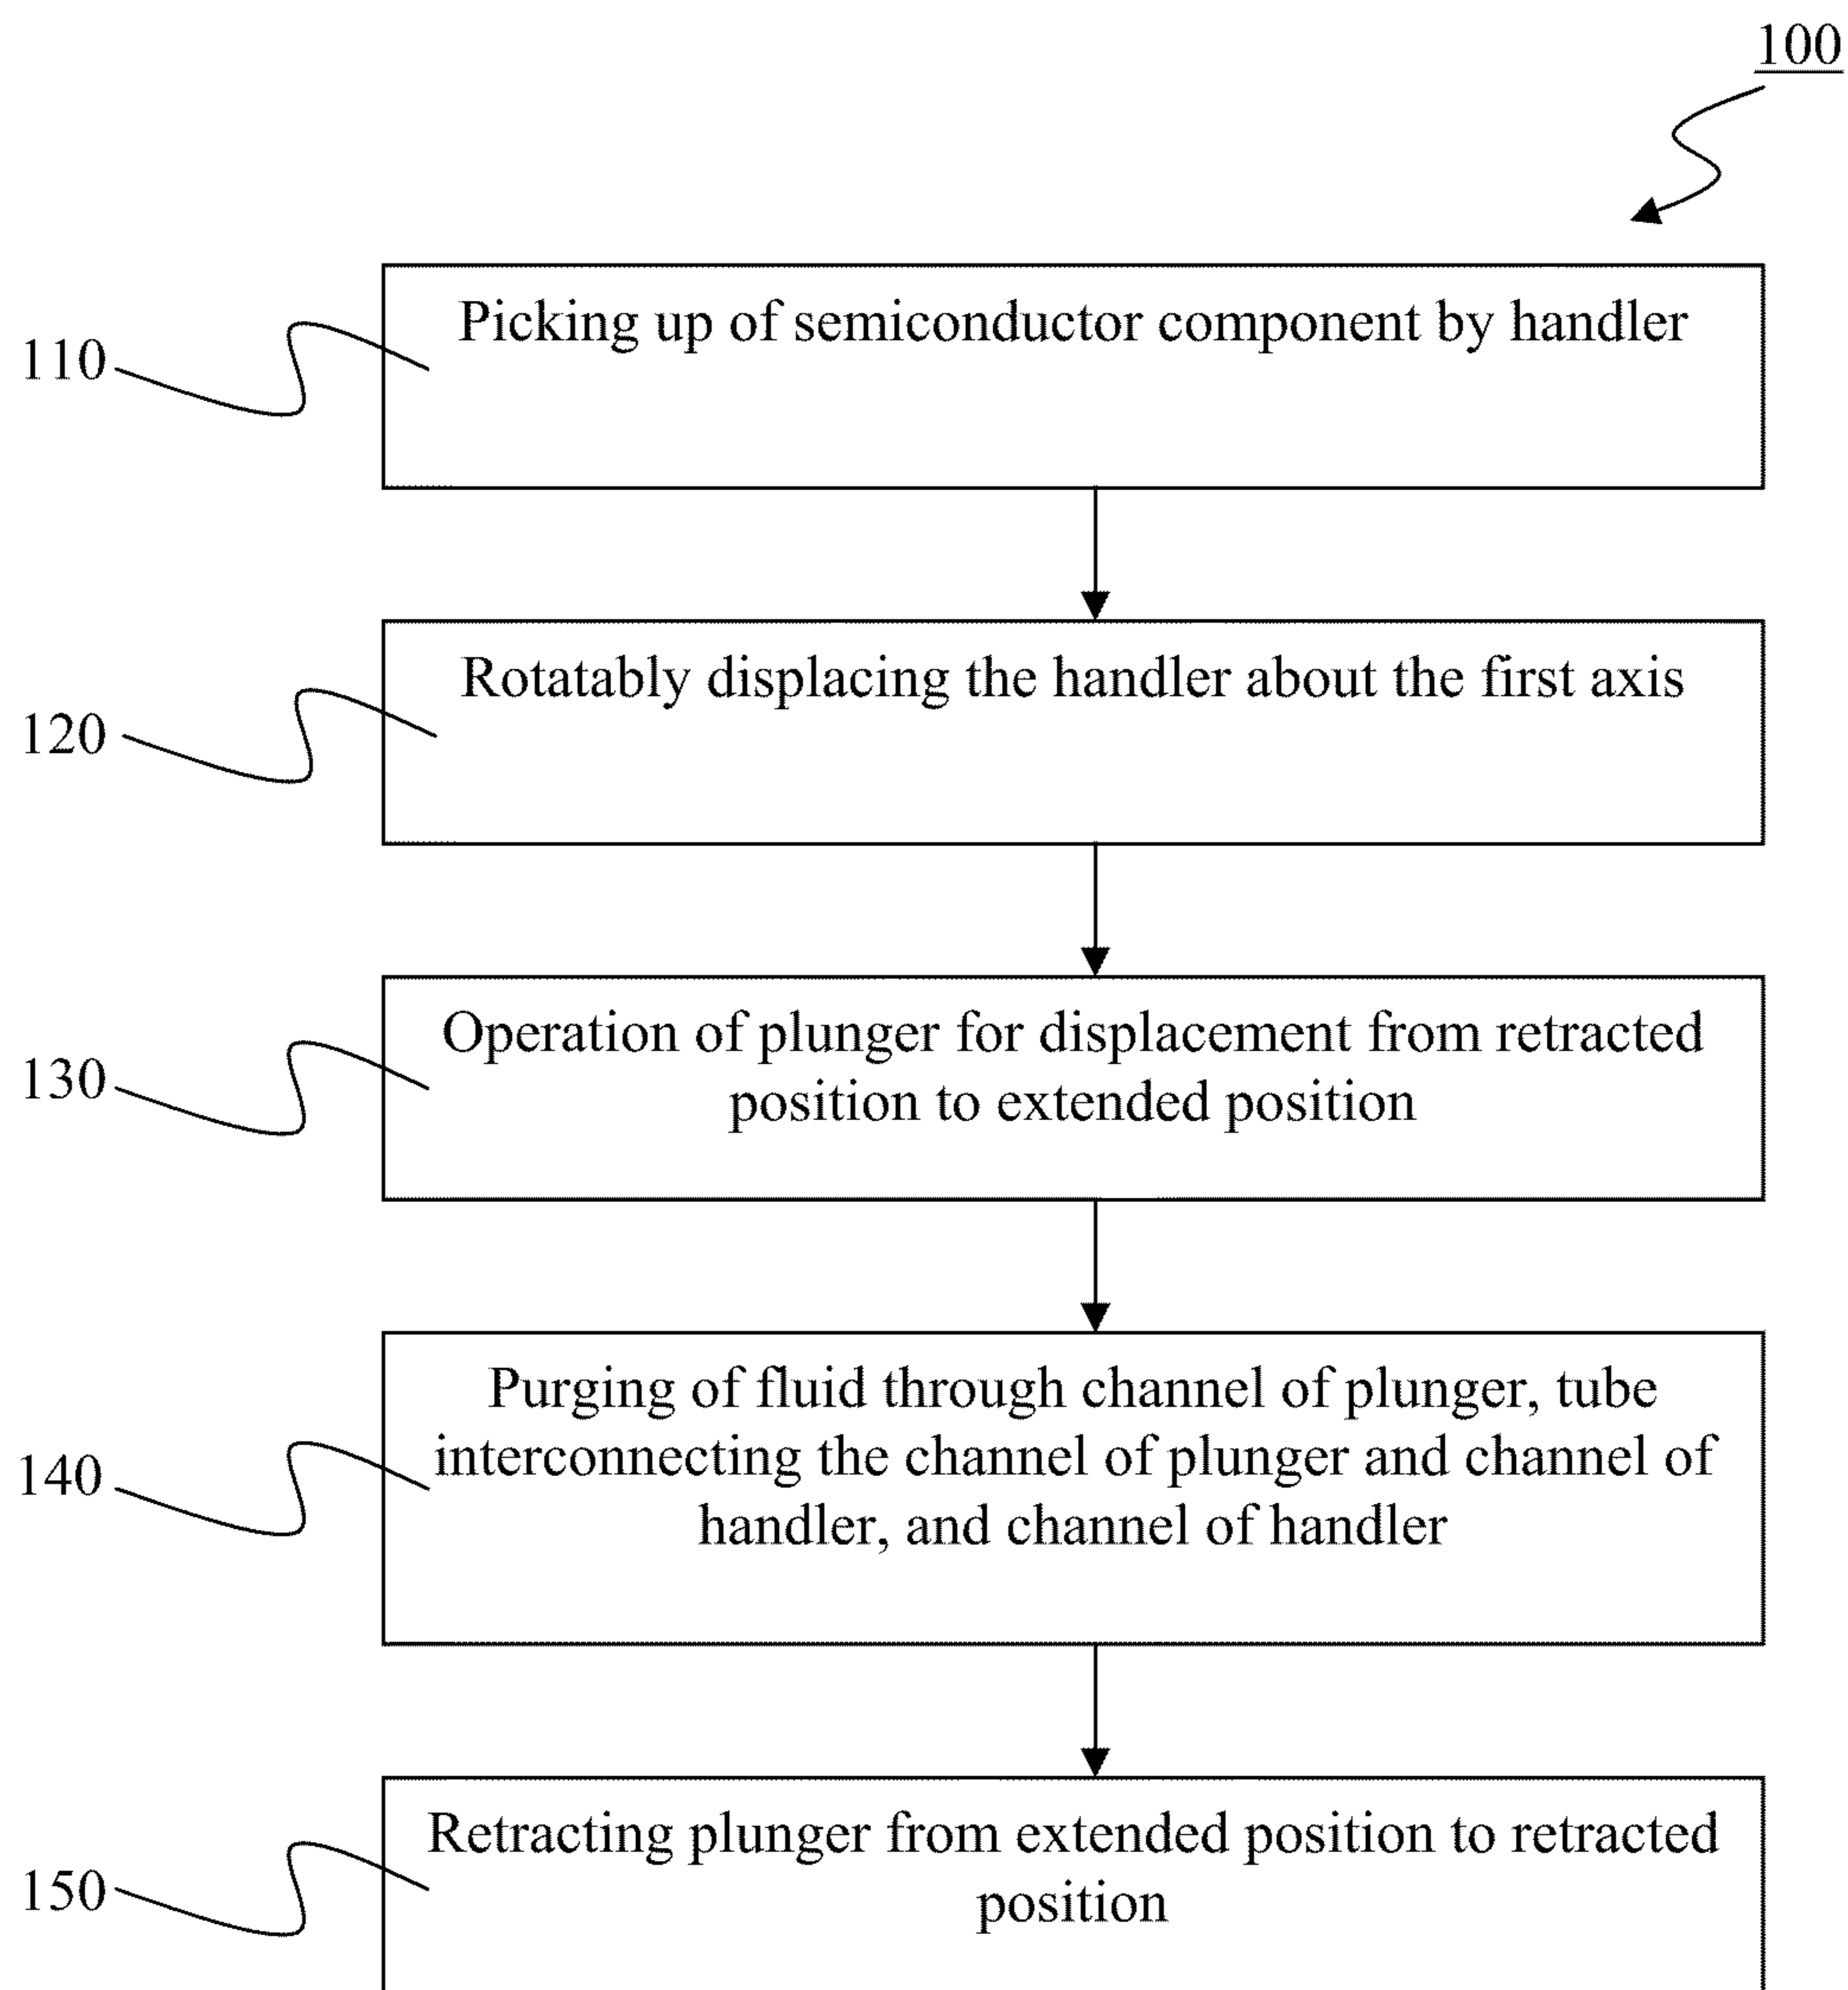 100
110
Picking up of semiconductor component by handler
120
Rotatably displacing the handler about the first axis
130
Operation of plunger for displacement from retracted
position to extended position
140
Purging of fluid through channel of plunger, tube
interconnecting the channel of plunger and channel of
handler, and channel of handler
150
Retracting plunger from extended position to retracted
position